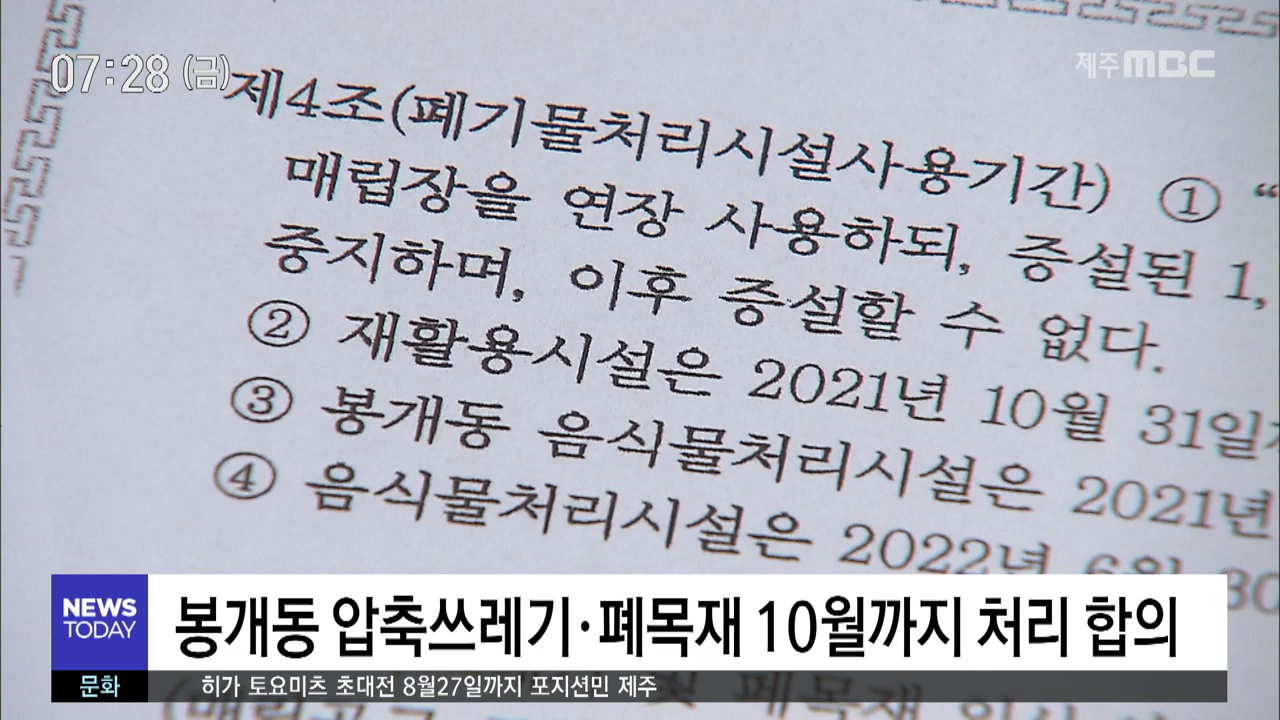 07:28 (금)
제주MBC
제4조(폐기물처리시설사용기간) ① “
매립장을 연장 사용하되, 증설된 1,
중지하며, 이후 증설할 수 없다.
② 재활용시설은 2021년 10월 31일
③ 봉개동 음식물처리시설은 2021년
④ 음식물처리시설은 2022년 6월 30
NEWS
TODAY
봉개동 압축쓰레기·폐목재 10월까지 처리 합의
문화
히가 토요미츠 초대전 8월27일까지 포지션민 제주
폐목재